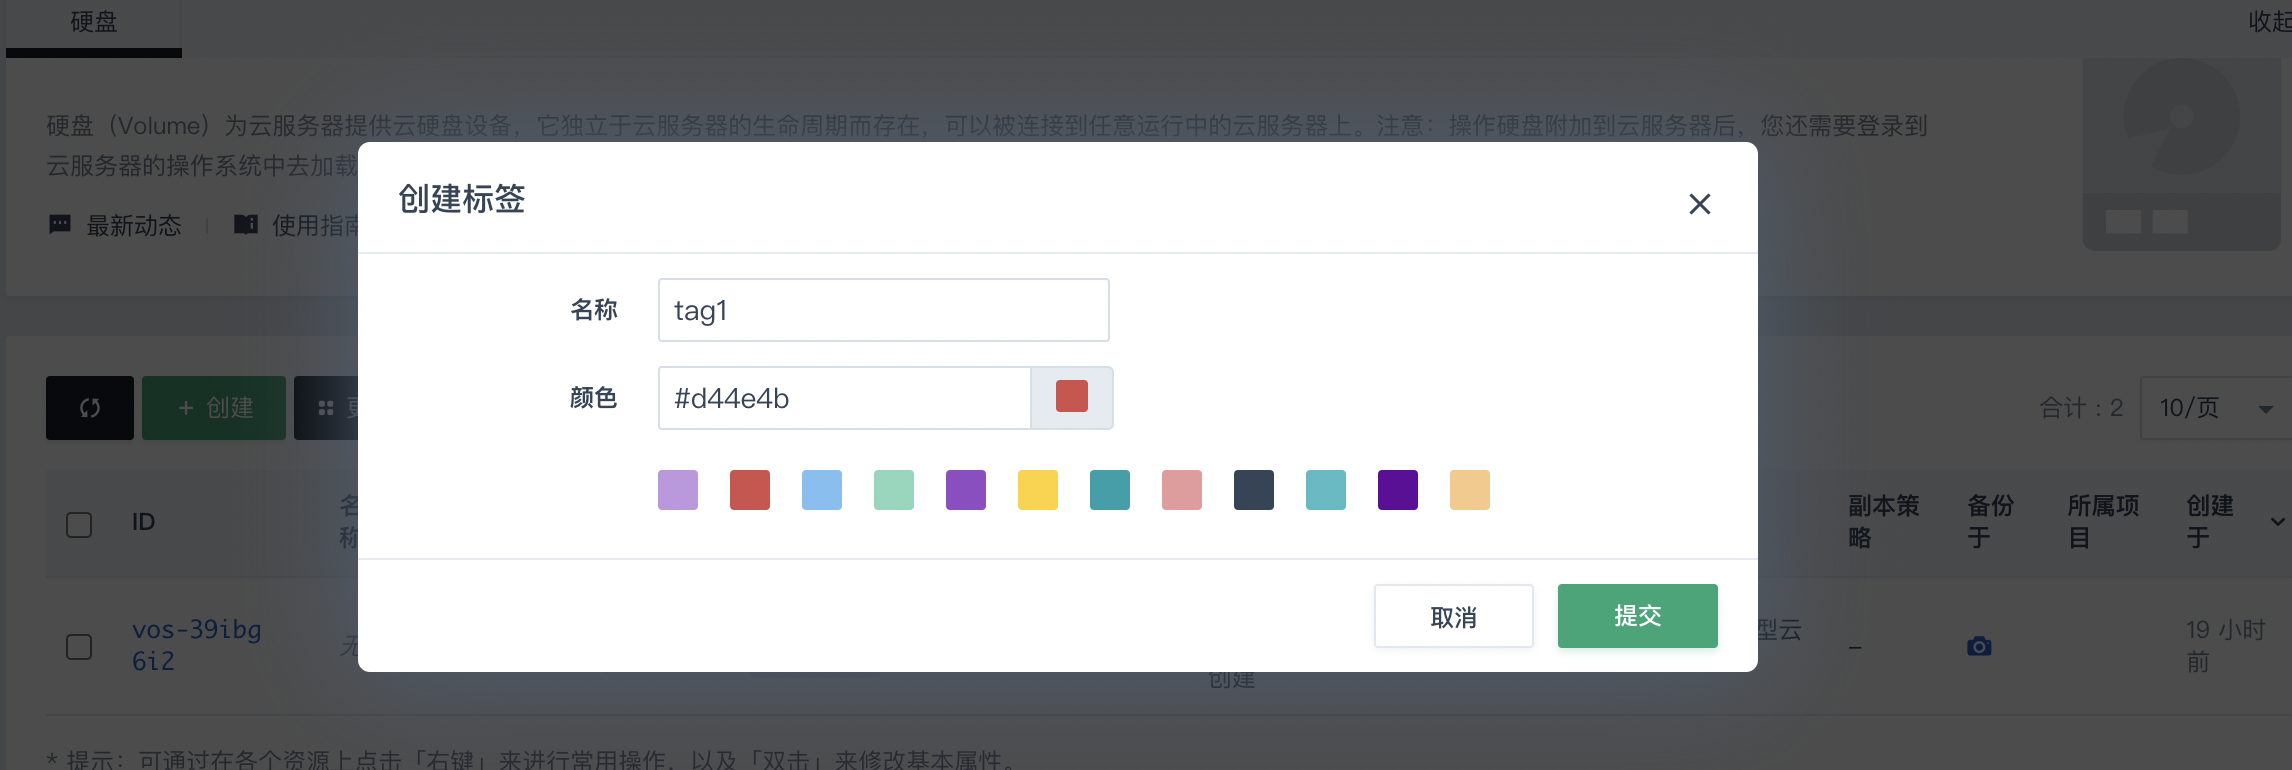 硬盘
收起
硬盘（Volume）为云服务器提供云硬盘设备，它独立于云服务器的生命周期而存在，可以被连接到任意运行中的云服务器上。注意：操作硬盘附加到云服务器后，您还需要登录到
云服务器的操作系统中去加载
最新动态
使用指南
创建标签
名称
tag1
颜色
#d44e4b
取消
提交
+ 创建
更
合计：2
10/页
ID
名
称
副本策
略
备份
于
所属项
目
创建
于
vos-39ibg
6i2
无
型云
–
19 小时
前
创建
* 提示：可通过在各个资源上点击「右键」来进行常用操作，以及「双击」来修改基本属性。